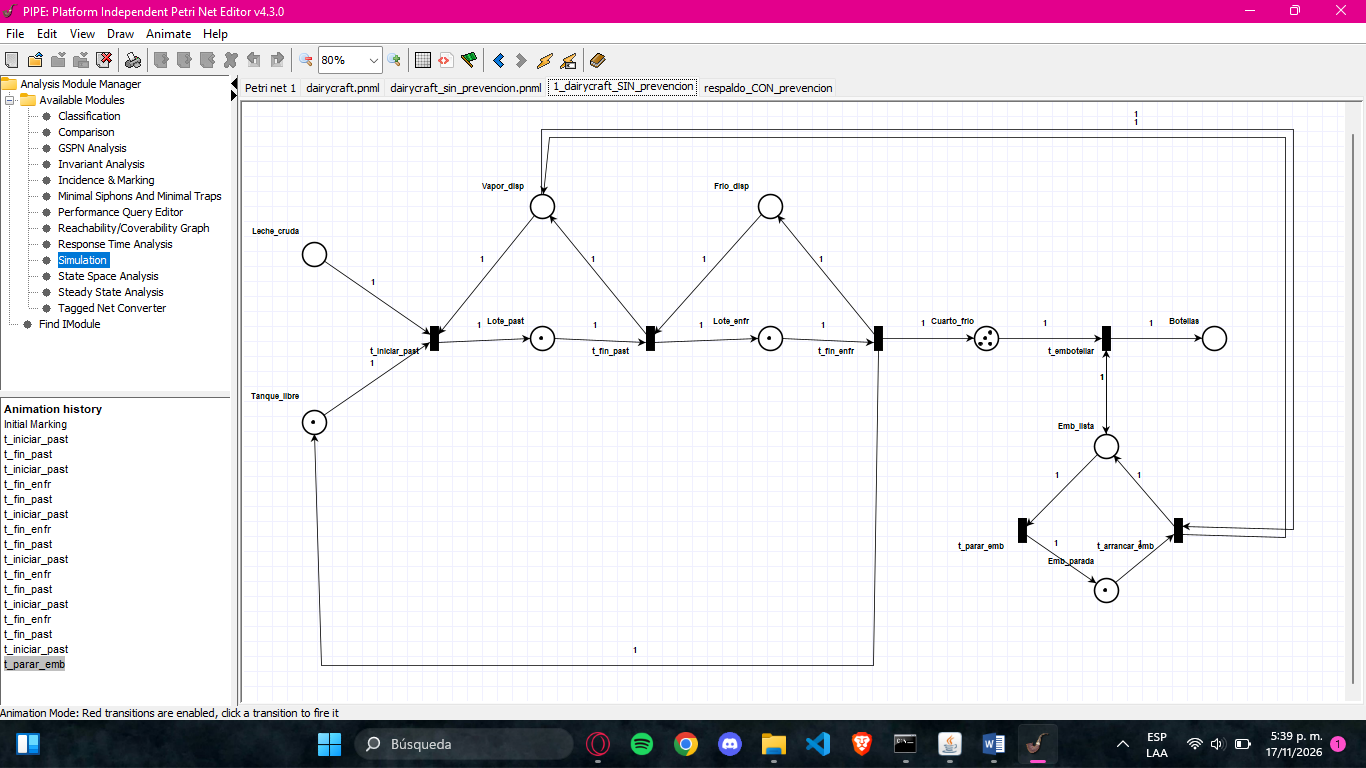 PIPE: Platform Independent Petri Net Editor v4.3.0
File Edit View Draw Animate Help
80%
Analysis Module Manager
Available Modules
Classification
Comparison
GSPN Analysis
Invariant Analysis
Incidence & Marking
Minimal Siphons And Minimal Traps
Performance Query Editor
Reachability/Coverability Graph
Response Time Analysis
Simulation
State Space Analysis
Steady State Analysis
Tagged Net Converter
Find IModule
Animation history
Initial Marking
t_iniciar_past
t_fin_past
t_iniciar_past
t_fin_enfr
t_fin_past
t_iniciar_past
t_fin_enfr
t_fin_past
t_iniciar_past
t_fin_enfr
t_fin_past
t_iniciar_past
t_fin_enfr
t_fin_past
t_iniciar_past
t_parar_emb
Petri net 1 dairycraft.pnml dairycraft_sin_prevencion.pnml 1_dairycraft_SIN_prevencion respaldo_CON_prevencion
1
1
Vapor_disp Frio_disp
Leche_cruda
1 1 1 1
1
1 Lote_past 1 1 Lote_enfr 1 1 Cuarto_frio 1 1 Botellas
t_iniciar_past t_fin_past t_fin_enfr t_embotellar
1
1
Tanque_libre
Emb_lista
1 1
t_parar_emb 1 t_arrancar_emb 1
Emb_parada
1
Animation Mode: Red transitions are enabled, click a transition to fire it
Búsqueda
ESP
LAA
5:39 p. m.
17/11/2026
1